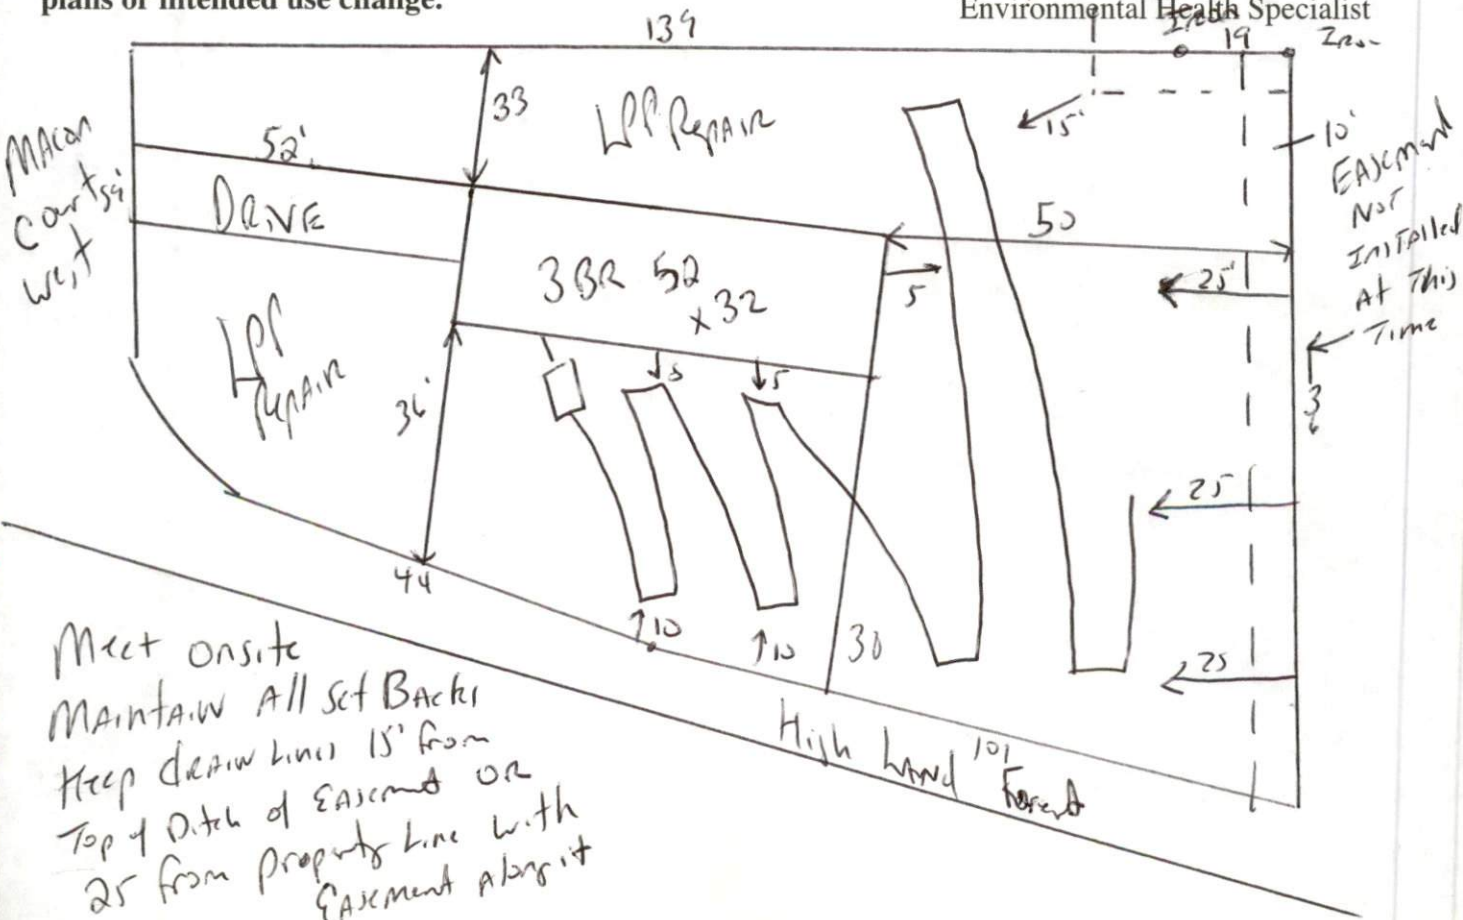 plans or intended use change.
Environmental Health Specialist
139
Iron
19
Iron
33
LPP Repair
15'
10'
Easement
Not
Installed
At This
Time
Macon
Court
West
52'
Drive
50
3 BR 52
x 32
5
25'
LPP
Repair
36'
5
5
25
44
10
10
30
25
High Land Forest
101
Meet onsite
Maintain All Set Backs
Keep drain Lines 15' from
Top of Ditch of Easement OR
25 from property Line with
Easement Along it